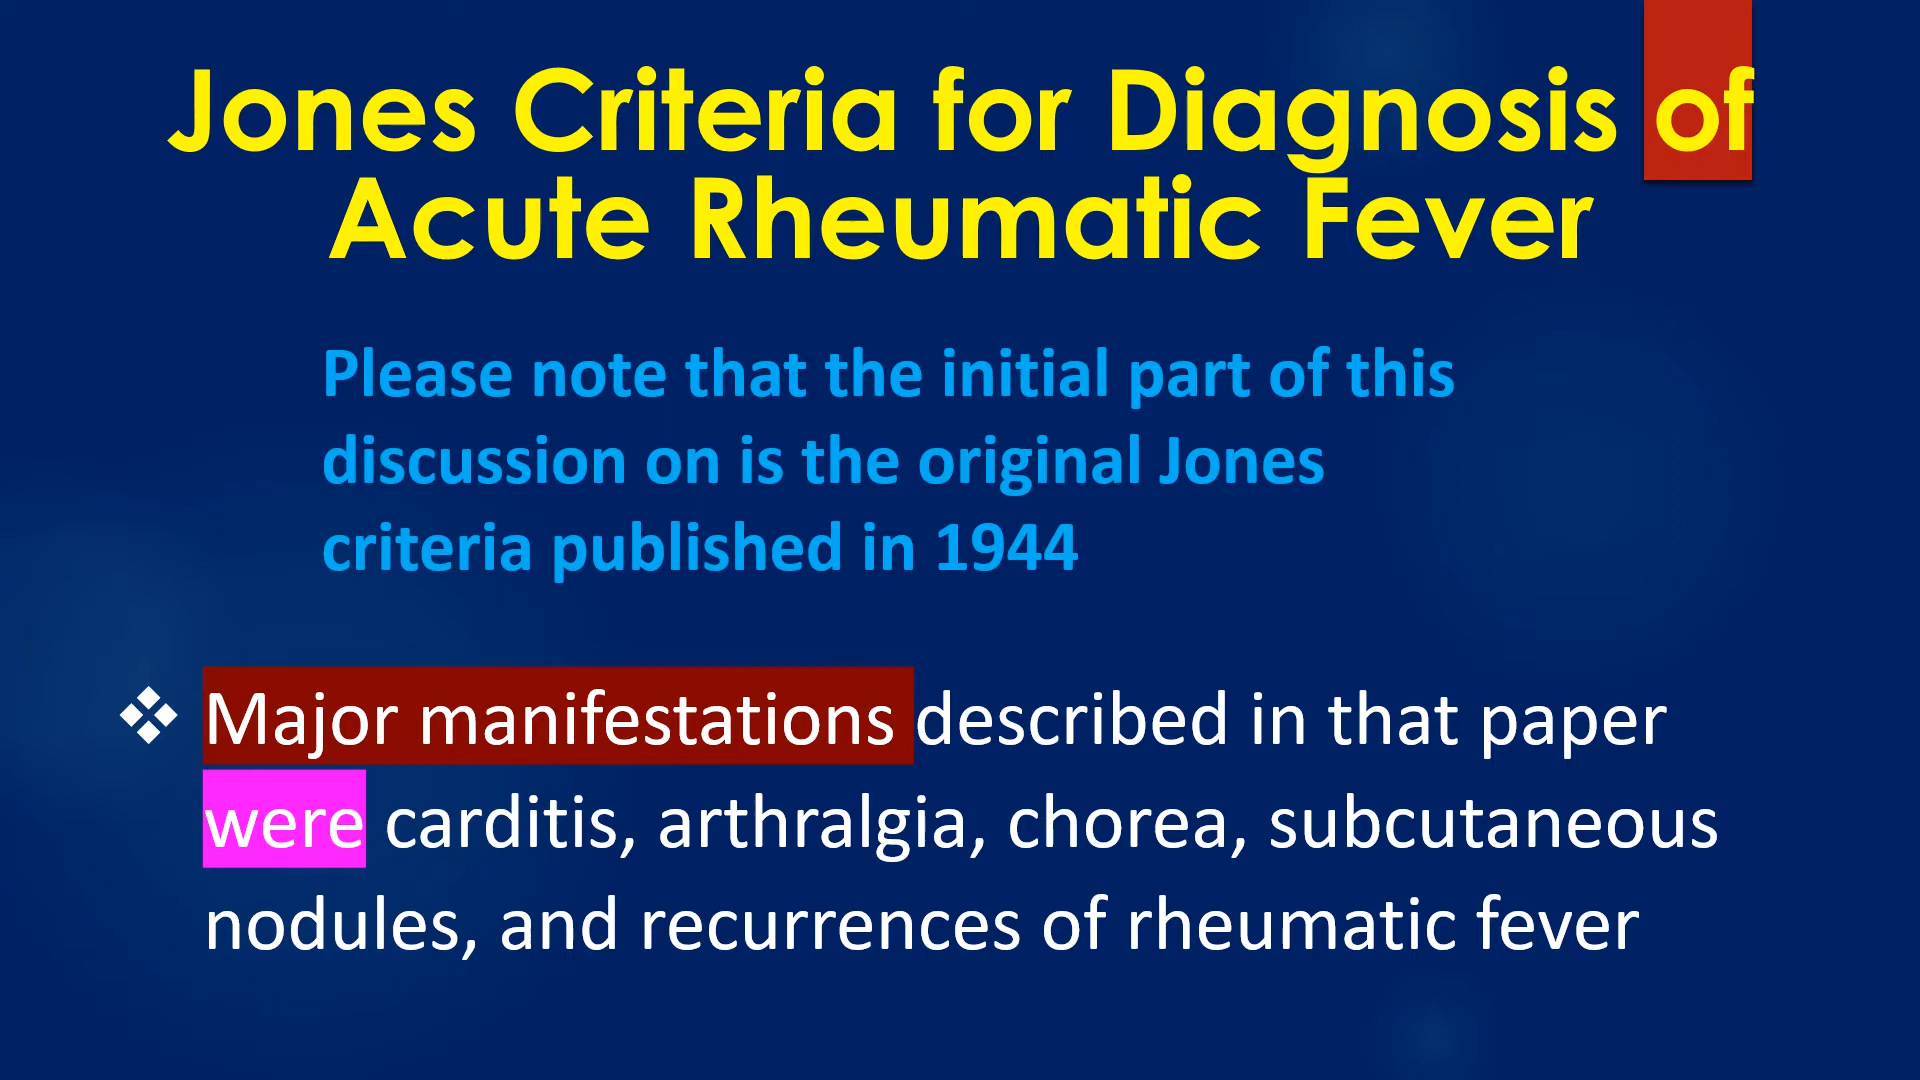 Jones Criteria for Diagnosis of
Acute Rheumatic Fever
Please note that the initial part of this
discussion on is the original Jones
criteria published in 1944
❖ Major manifestations described in that paper
were carditis, arthralgia, chorea, subcutaneous
nodules, and recurrences of rheumatic fever